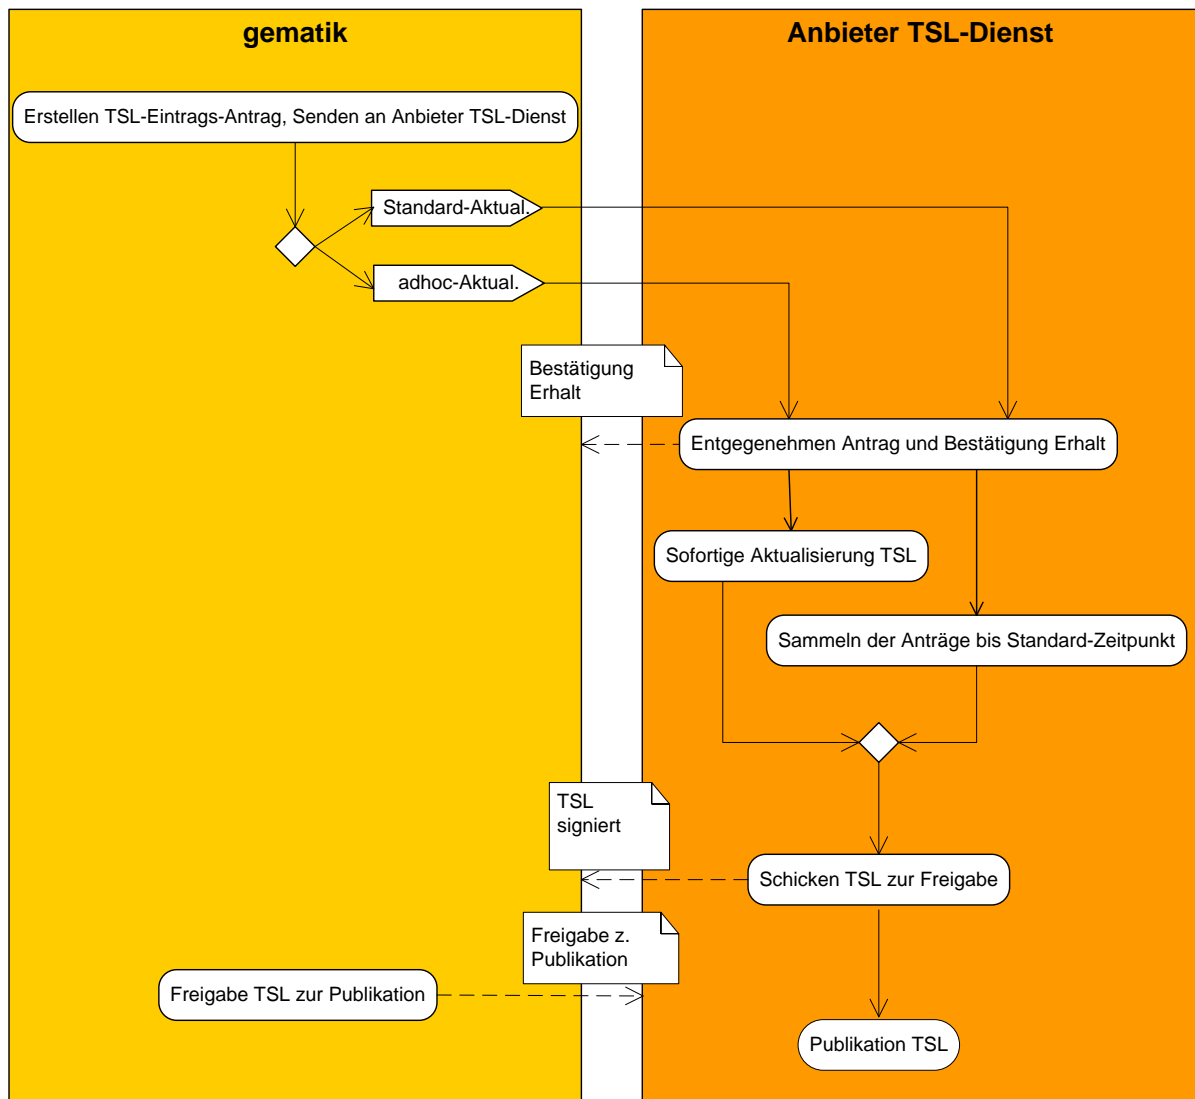 gematik
Anbieter TSL-Dienst
Erstellen TSL-Eintrags-Antrag, Senden an Anbieter TSL-Dienst
Standard-Aktual.
adhoc-Aktual.
Bestätigung
Erhalt
Entgegenehmen Antrag und Bestätigung Erhalt
Sofortige Aktualisierung TSL
Sammeln der Anträge bis Standard-Zeitpunkt
TSL
signiert
Schicken TSL zur Freigabe
Freigabe z.
Publikation
Freigabe TSL zur Publikation
Publikation TSL